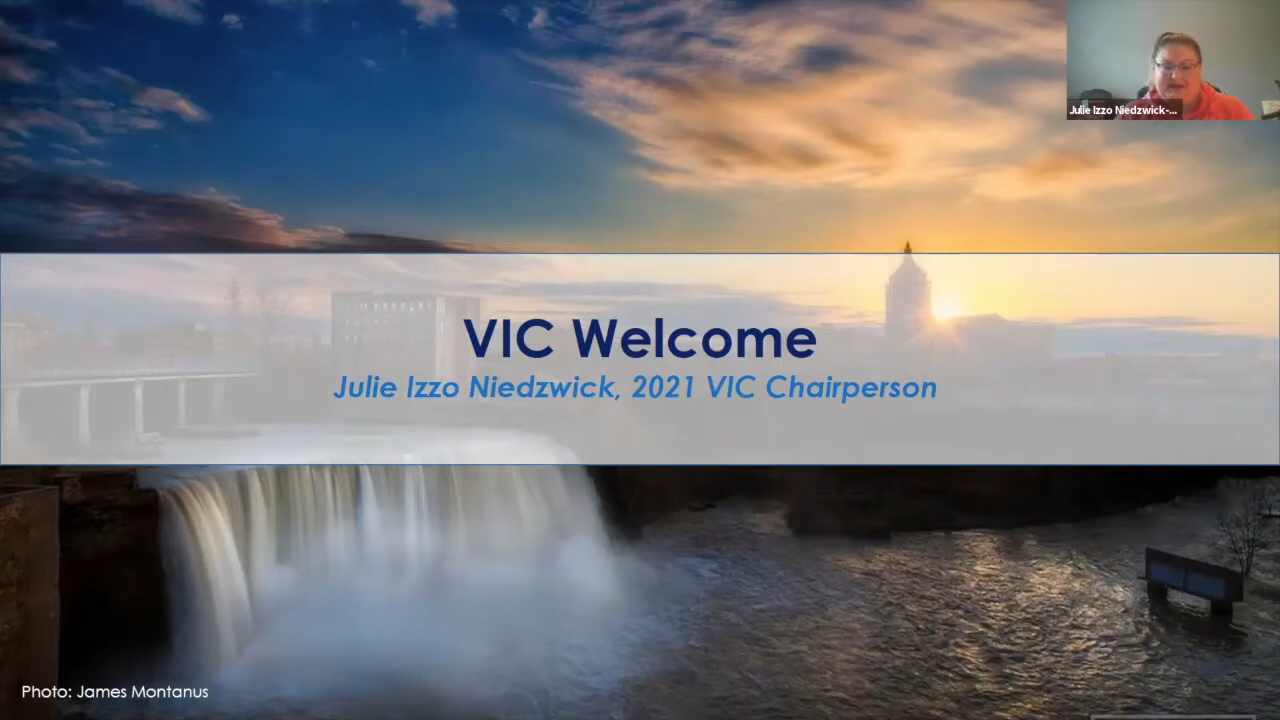 Julie Izzo Niedzwick-...
VIC Welcome
Julie Izzo Niedzwick, 2021 VIC Chairperson
Photo: James Montanus